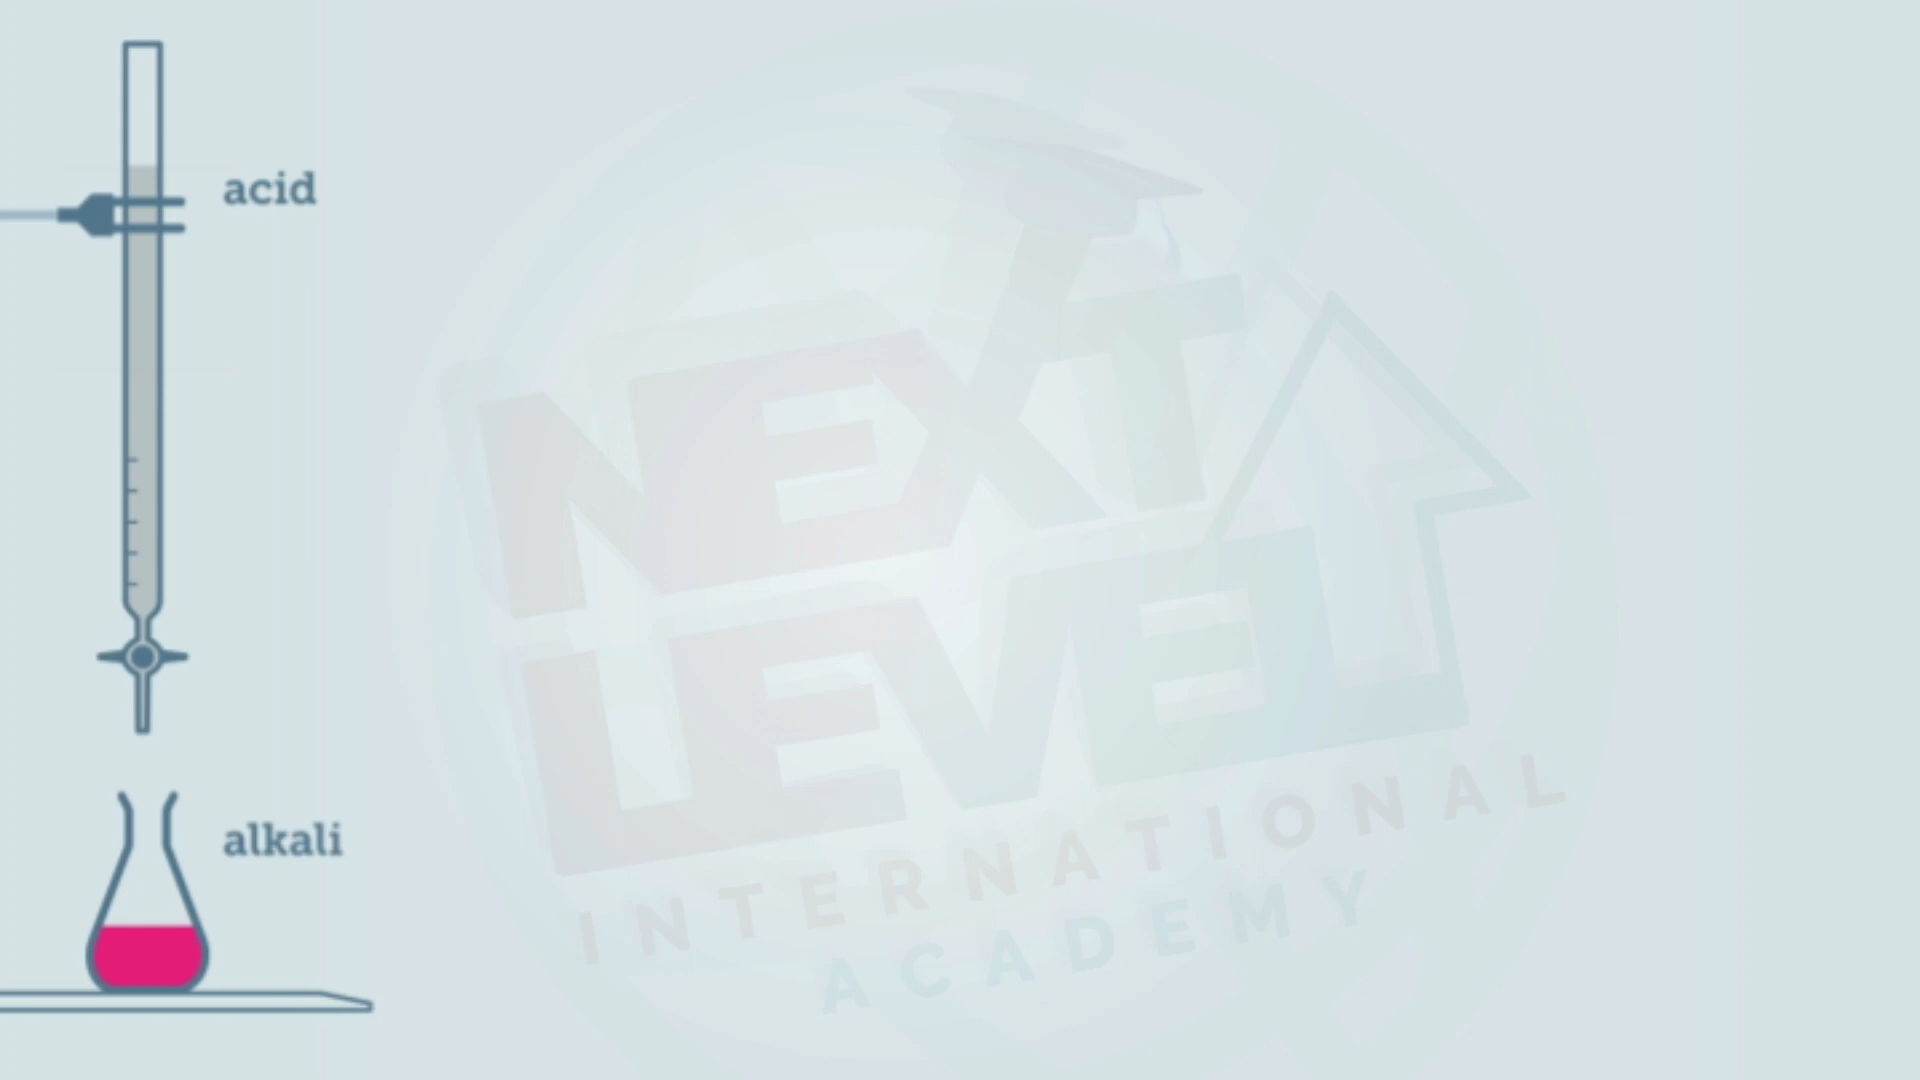 acid
NEXT
LEVEL
INTERNATIONAL
ACADEMY
alkali